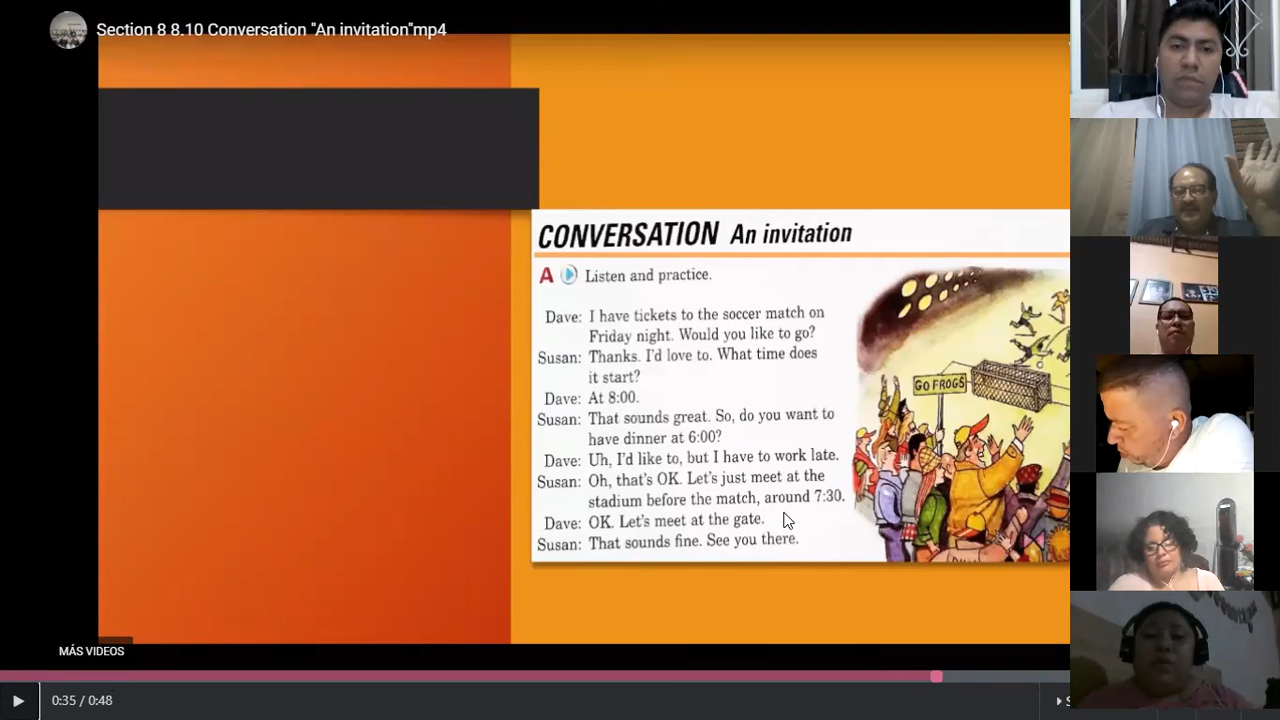 Section 8 8.10 Conversation "An invitation"mp4
CONVERSATION An invitation
A Listen and practice.
Dave: I have tickets to the soccer match on
Friday night. Would you like to go?
Susan: Thanks. I'd love to. What time does
it start?
Dave: At 8:00.
Susan: That sounds great. So, do you want to
have dinner at 6:00?
Dave: Uh, I'd like to, but I have to work late.
Susan: Oh, that's OK. Let's just meet at the
stadium before the match, around 7:30.
Dave: OK. Let's meet at the gate.
Susan: That sounds fine. See you there.
GO FROGS
MÁS VIDEOS
0:35 / 0:48